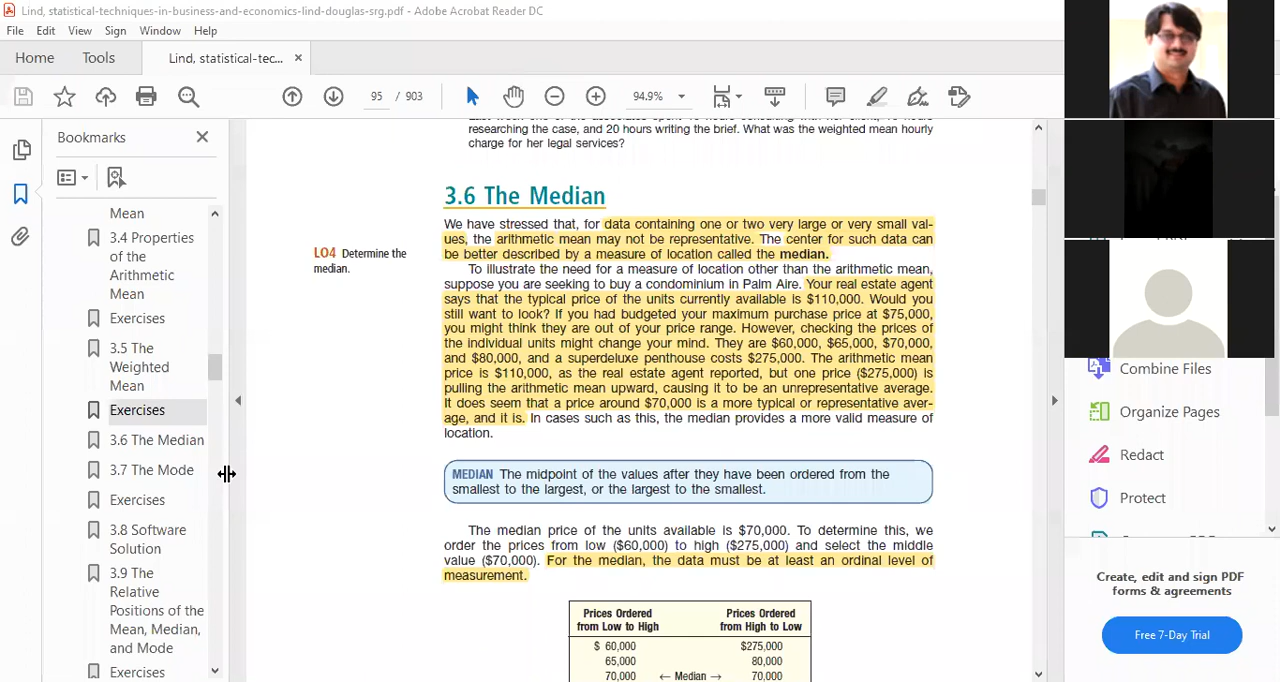 Lind, statistical-techniques-in-business-and-economics-lind-douglas-srg.pdf - Adobe Acrobat Reader DC
File Edit View Sign Window Help
Home Tools Lind, statistical-tec... ×
95 / 903 94.9%
Bookmarks
Mean
3.4 Properties
of the
Arithmetic
Mean
Exercises
3.5 The
Weighted
Mean
Exercises
3.6 The Median
3.7 The Mode
Exercises
3.8 Software
Solution
3.9 The
Relative
Positions of the
Mean, Median,
and Mode
Exercises
researching the case, and 20 hours writing the brief. What was the weighted mean hourly
charge for her legal services?
3.6 The Median
LO4 Determine the
median.
We have stressed that, for data containing one or two very large or very small val-
ues, the arithmetic mean may not be representative. The center for such data can
be better described by a measure of location called the median.
To illustrate the need for a measure of location other than the arithmetic mean,
suppose you are seeking to buy a condominium in Palm Aire. Your real estate agent
says that the typical price of the units currently available is $110,000. Would you
still want to look? If you had budgeted your maximum purchase price at $75,000,
you might think they are out of your price range. However, checking the prices of
the individual units might change your mind. They are $60,000, $65,000, $70,000,
and $80,000, and a superdeluxe penthouse costs $275,000. The arithmetic mean
price is $110,000, as the real estate agent reported, but one price ($275,000) is
pulling the arithmetic mean upward, causing it to be an unrepresentative average.
It does seem that a price around $70,000 is a more typical or representative aver-
age, and it is. In cases such as this, the median provides a more valid measure of
location.
MEDIAN The midpoint of the values after they have been ordered from the
smallest to the largest, or the largest to the smallest.
The median price of the units available is $70,000. To determine this, we
order the prices from low ($60,000) to high ($275,000) and select the middle
value ($70,000). For the median, the data must be at least an ordinal level of
measurement.
Prices Ordered Prices Ordered
from Low to High from High to Low
$ 60,000 $275,000
65,000 80,000
70,000 ← Median → 70,000
Combine Files
Organize Pages
Redact
Protect
Create, edit and sign PDF
forms & agreements
Free 7-Day Trial